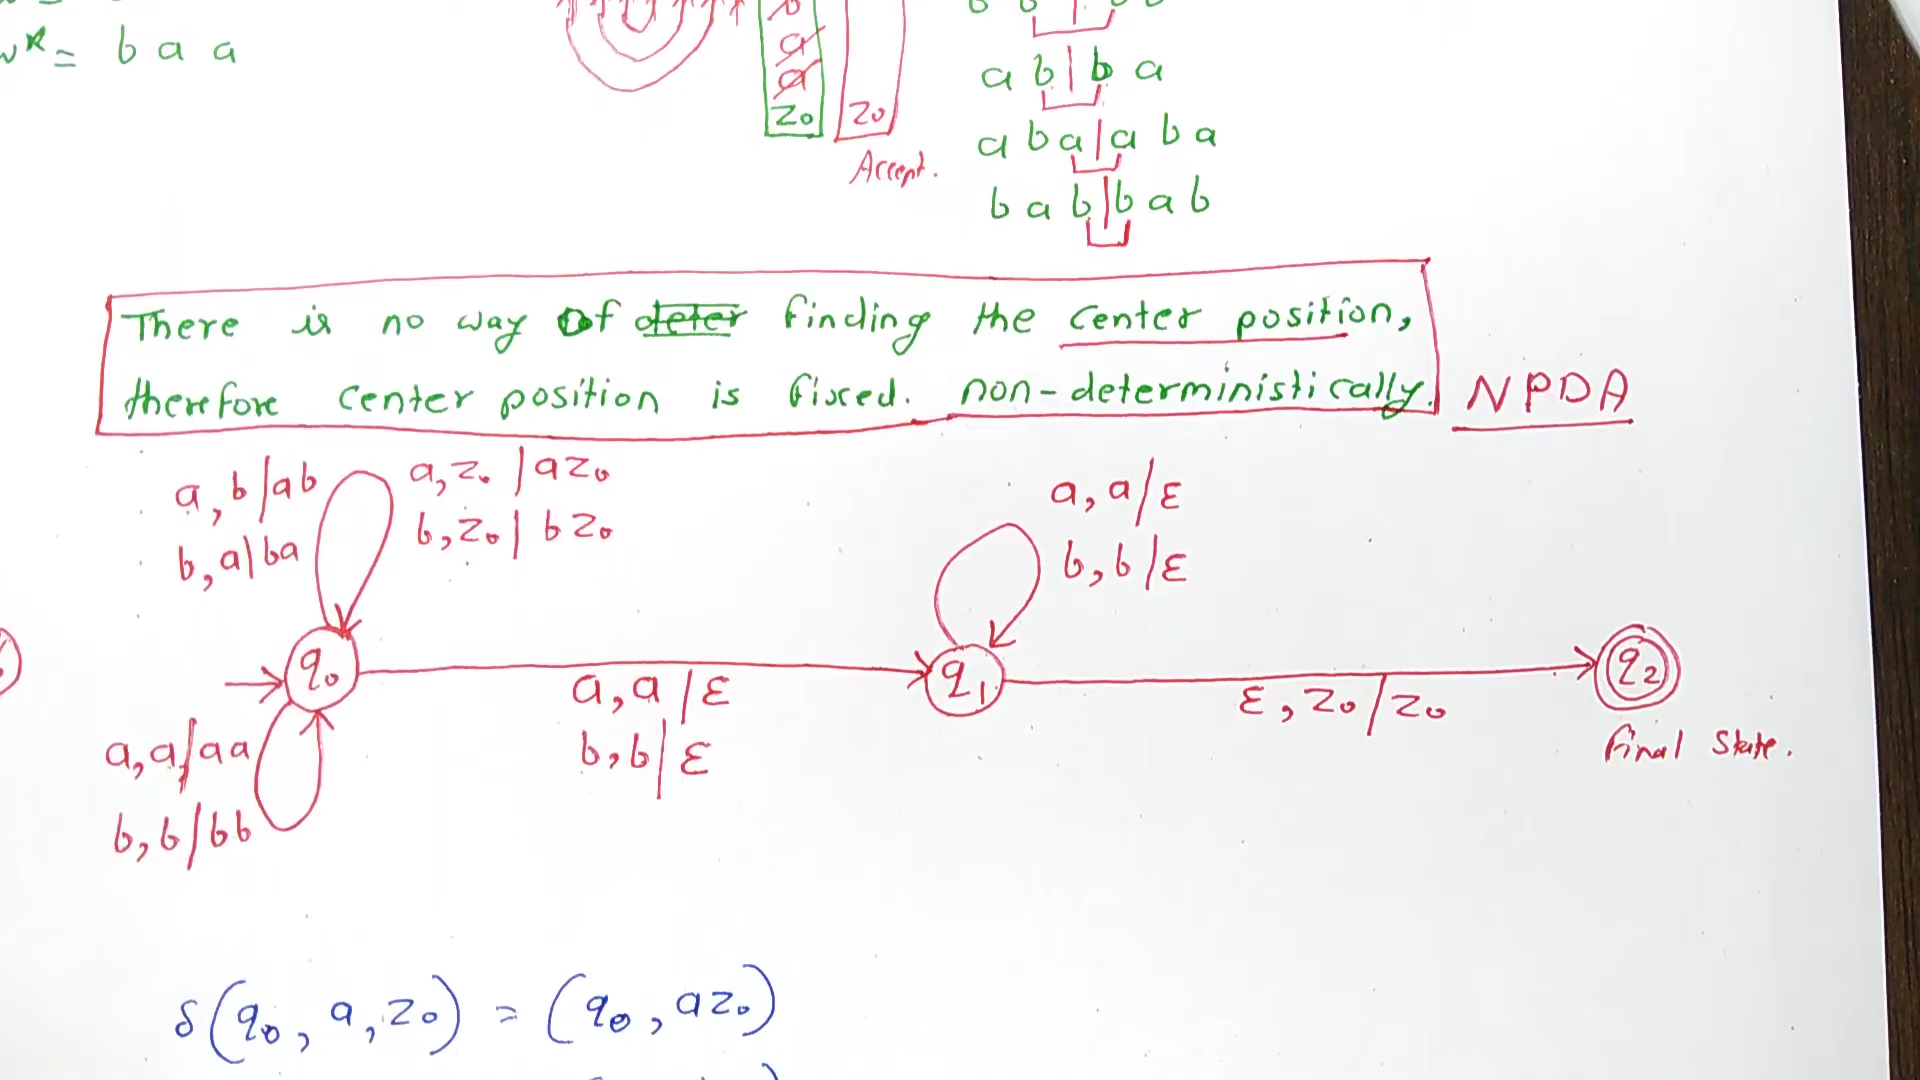 w^R = b a a
a
a
z₀
z₀
Accept.
a b | b a
a b a | a b a
b a b | b a b
There is no way of deter finding the center position,
therefore center position is fixed. non-deterministically.
NPDA
a, b/ab
b, a/ba
a, z₀ | az₀
b, z₀ | bz₀
a, a/ε
b, b/ε
q₀
a, a/ε
b, b/ε
q₁
ε, z₀/z₀
q₂
final state.
a, a/aa
b, b/bb
δ(q₀, a, z₀) = (q₀, az₀)